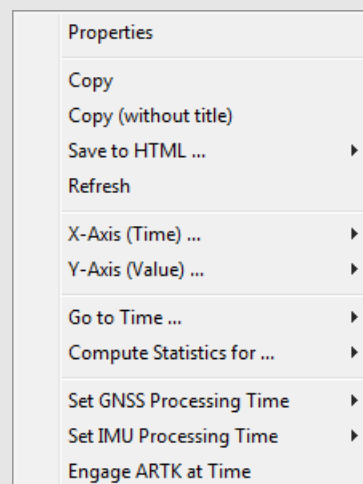 Properties
Copy
Copy (without title)
Save to HTML ...
Refresh
X-Axis (Time) ...
Y-Axis (Value) ...
Go to Time ...
Compute Statistics for ...
Set GNSS Processing Time
Set IMU Processing Time
Engage ARTK at Time